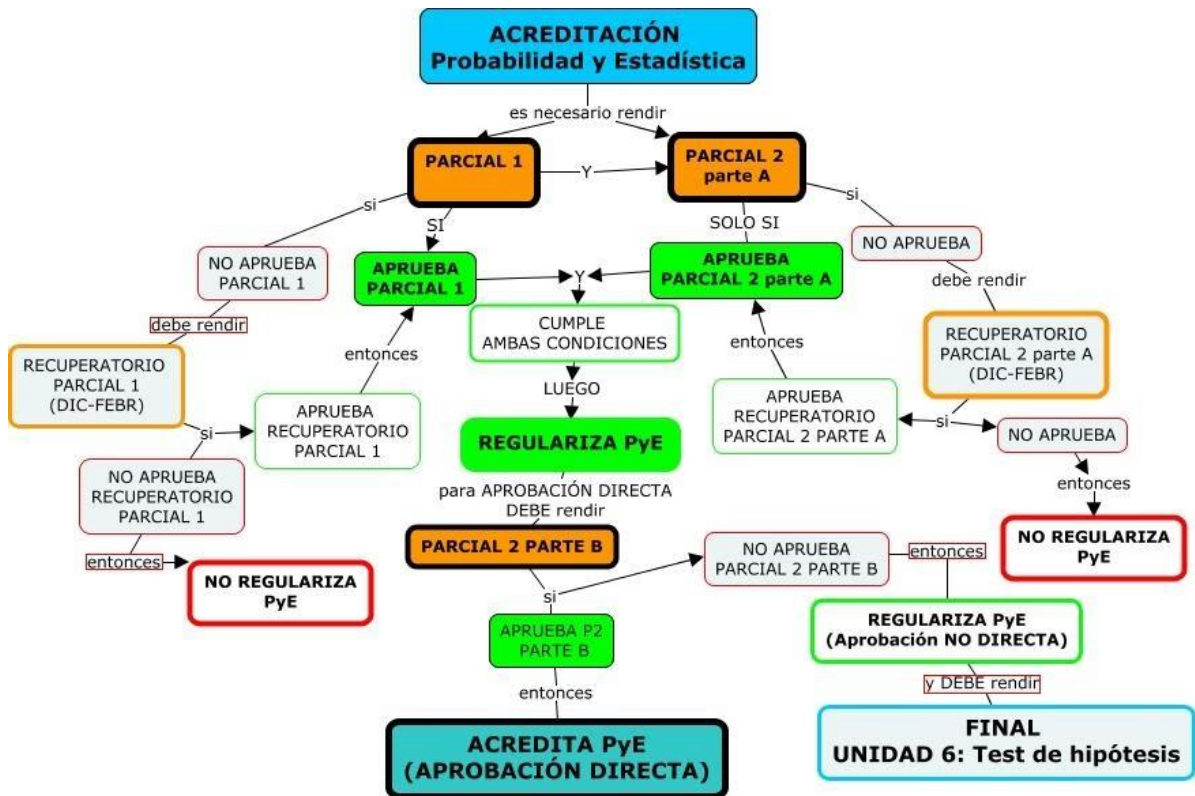 ACREDITACIÓN
Probabilidad y Estadística
es necesario rendir
PARCIAL 1
Y
PARCIAL 2
parte A
si
SI
SOLO SI
si
NO APRUEBA
PARCIAL 1
APRUEBA
PARCIAL 1
Y
APRUEBA
PARCIAL 2 parte A
NO APRUEBA
debe rendir
debe rendir
CUMPLE
AMBAS CONDICIONES
RECUPERATORIO
PARCIAL 1
(DIC-FEBR)
entonces
entonces
RECUPERATORIO
PARCIAL 2 parte A
(DIC-FEBR)
LUEGO
si
APRUEBA
RECUPERATORIO
PARCIAL 1
REGULARIZA PyE
APRUEBA
RECUPERATORIO
PARCIAL 2 PARTE A
si
NO APRUEBA
NO APRUEBA
RECUPERATORIO
PARCIAL 1
para APROBACIÓN DIRECTA
DEBE rendir
entonces
entonces
NO REGULARIZA
PyE
PARCIAL 2 PARTE B
si
NO APRUEBA
PARCIAL 2 PARTE B
entonces
NO REGULARIZA
PyE
APRUEBA P2
PARTE B
REGULARIZA PyE
(Aprobación NO DIRECTA)
entonces
y DEBE rendir
ACREDITA PyE
(APROBACIÓN DIRECTA)
FINAL
UNIDAD 6: Test de hipótesis